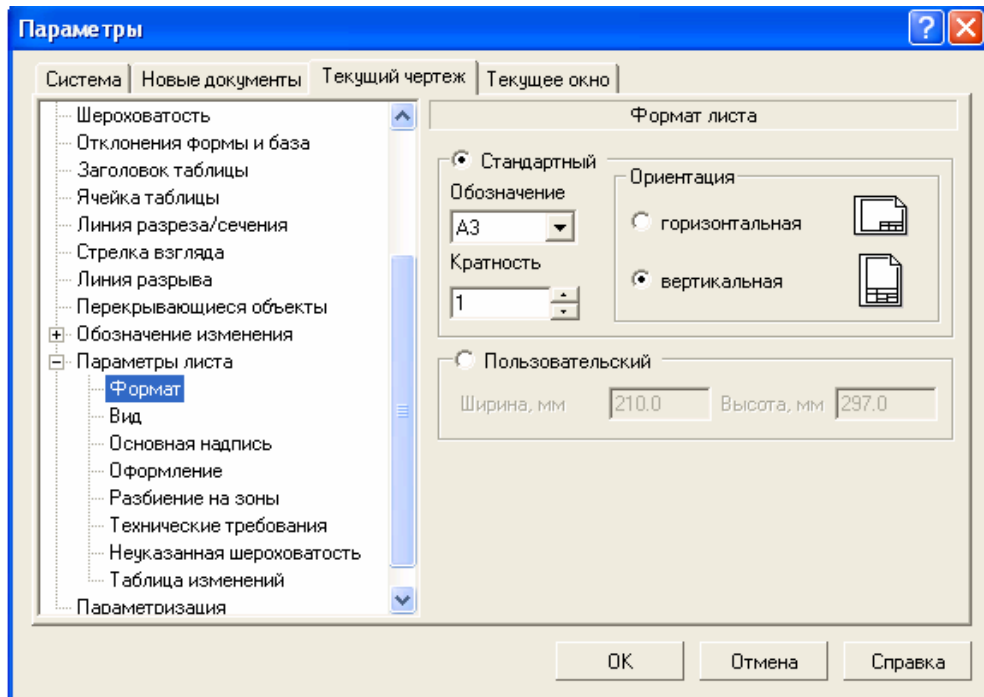 Параметры
Система
Новые документы
Текущий чертеж
Текущее окно
Шероховатость
Отклонения формы и база
Заголовок таблицы
Ячейка таблицы
Линия разреза/сечения
Стрелка взгляда
Линия разрыва
Перекрывающиеся объекты
Обозначение изменения
Параметры листа
Формат
Вид
Основная надпись
Оформление
Разбиение на зоны
Технические требования
Неуказанная шероховатость
Таблица изменений
Параметризация
Формат листа
Стандартный
Обозначение
А3
Кратность
1
Ориентация
горизонтальная
вертикальная
Пользовательский
Ширина, мм 210.0 Высота, мм 297.0
OK Отмена Справка